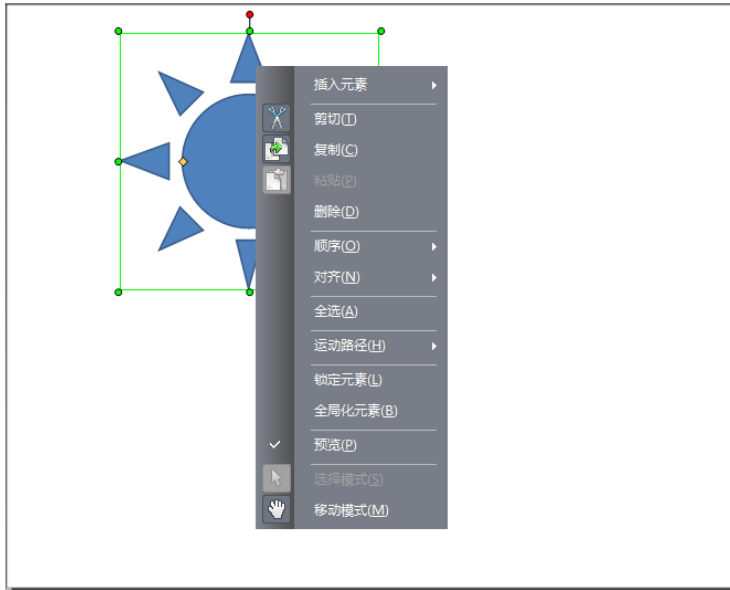 插入元素
剪切(T)
复制(C)
粘贴(P)
删除(D)
顺序(O)
对齐(N)
全选(A)
运动路径(H)
锁定元素(L)
全局化元素(B)
预览(P)
选择模式(S)
移动模式(M)